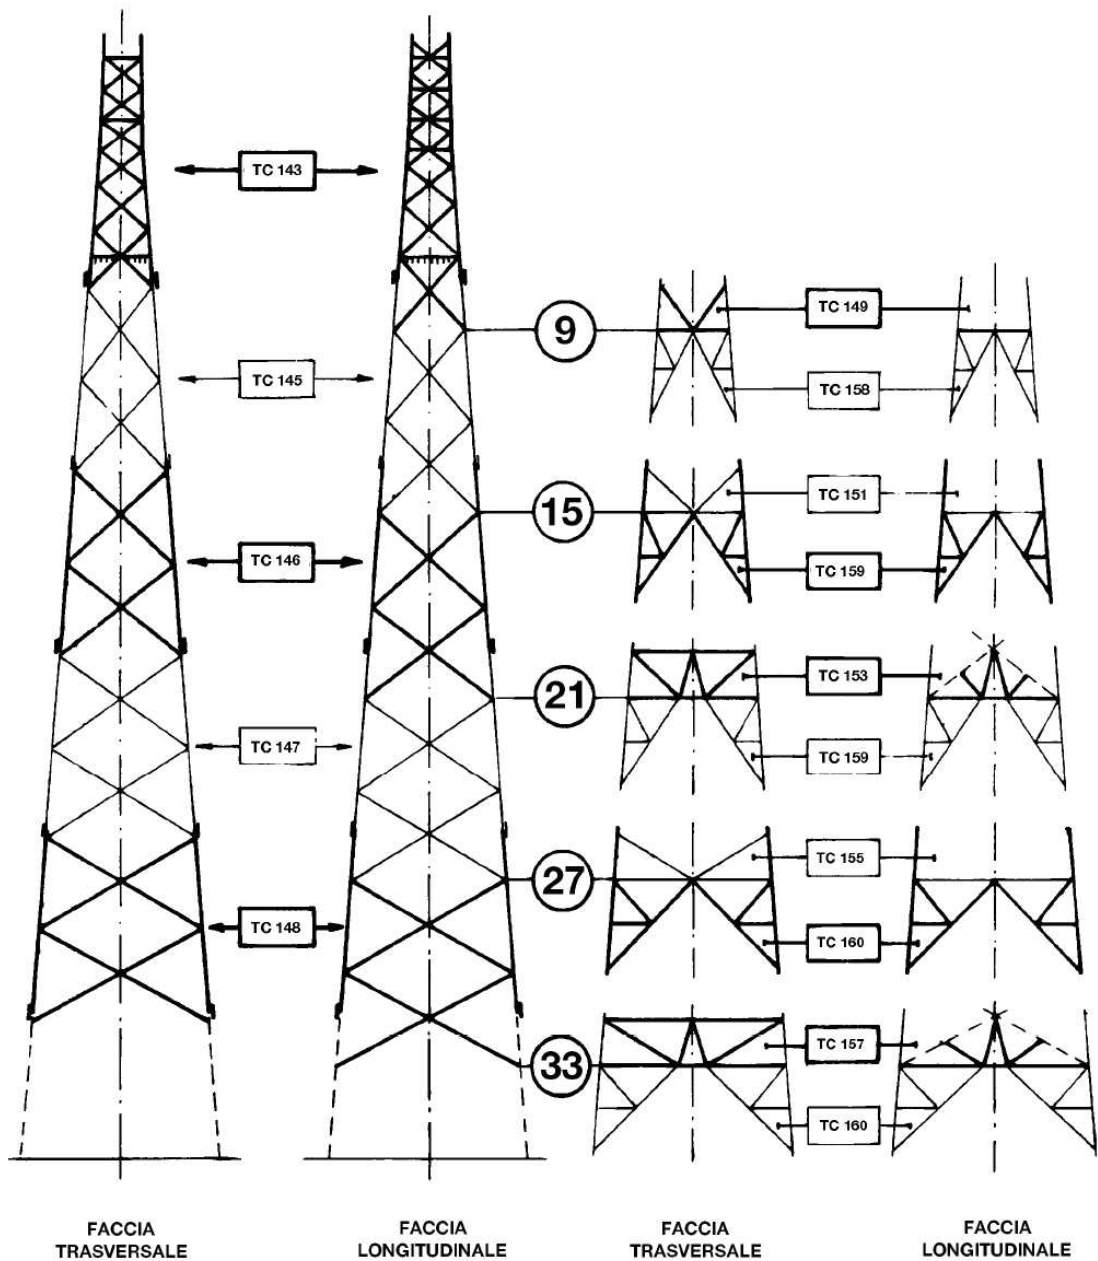 TC 143
TC 145
TC 146
TC 147
TC 148
9
TC 149
TC 158
15
TC 151
TC 159
21
TC 153
TC 159
27
TC 155
TC 160
33
TC 157
TC 160
FACCIA
TRASVERSALE
FACCIA
LONGITUDINALE
FACCIA
TRASVERSALE
FACCIA
LONGITUDINALE